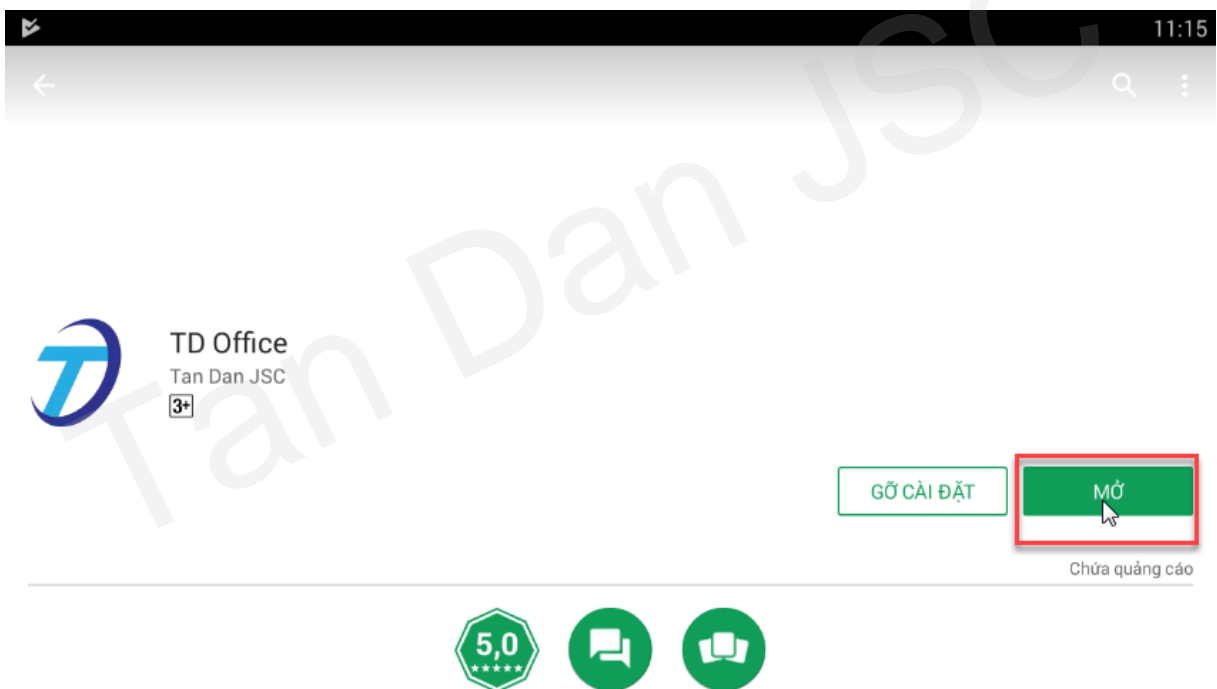 11:15
TD Office
Tan Dan JSC
3+
GỠ CÀI ĐẶT
MỞ
Chứa quảng cáo
5,0
Tan Dan JSC